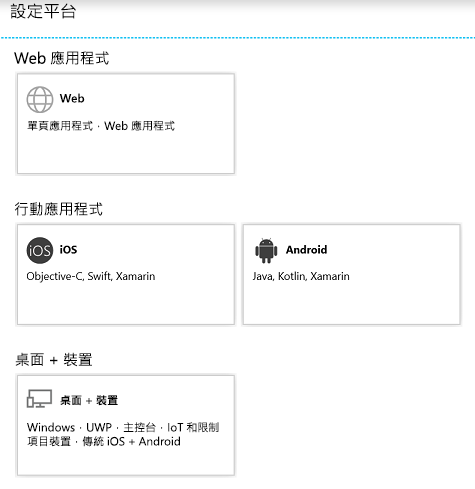 設定平台
Web 應用程式
Web
單頁應用程式，Web 應用程式
行動應用程式
iOS
iOS
Objective-C, Swift, Xamarin
Android
Java, Kotlin, Xamarin
桌面 + 裝置
桌面 + 裝置
Windows、UWP、主控台、IoT 和限制
項目裝置，傳統 iOS + Android